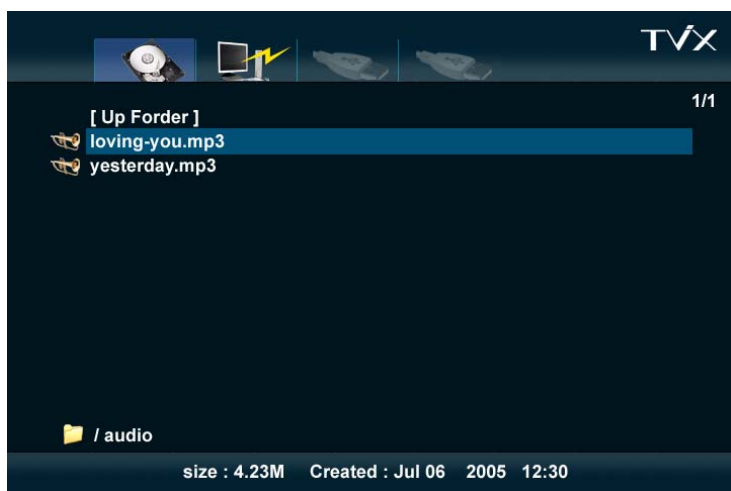 TViX
1/1
[ Up Forder ]
loving-you.mp3
yesterday.mp3
/ audio
size : 4.23M Created : Jul 06 2005 12:30